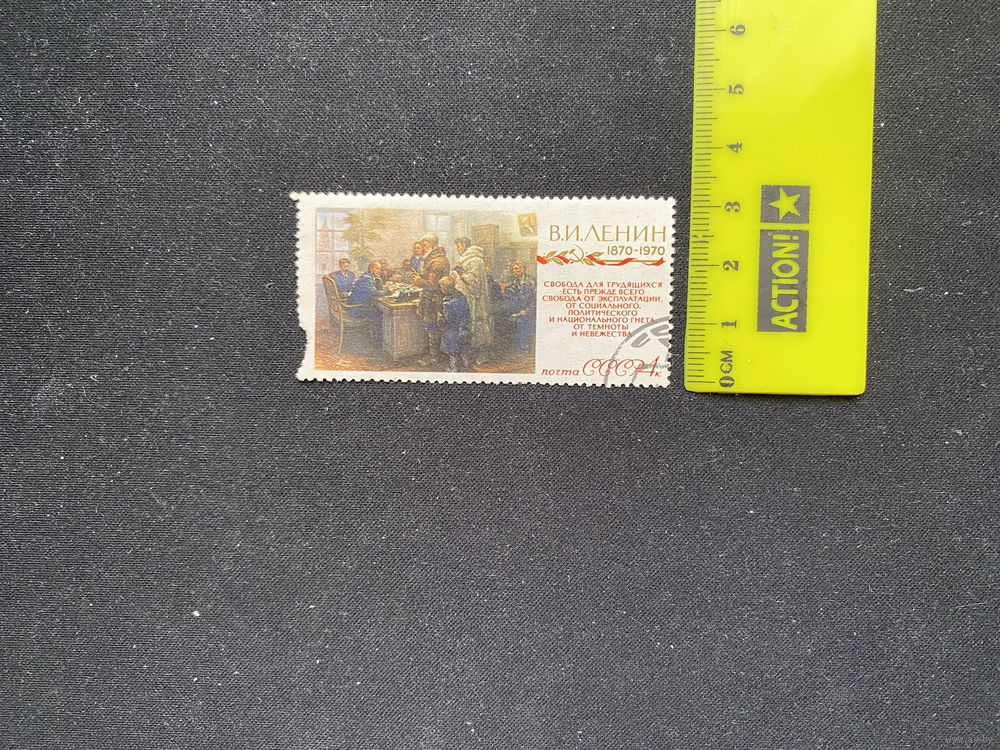 В.И.ЛЕНИН
1870-1970
СВОБОДА ДЛЯ ТРУДЯЩИХСЯ
ЕСТЬ ПРЕЖДЕ ВСЕГО
СВОБОДА ОТ ЭКСПЛУАТАЦИИ,
ОТ СОЦИАЛЬНОГО,
ПОЛИТИЧЕСКОГО
И НАЦИОНАЛЬНОГО ГНЕТА,
ОТ ТЕМНОТЫ
И НЕВЕЖЕСТВА
почта СССР 4к
6
5
4
3
2
1
0СМ
ACTION!